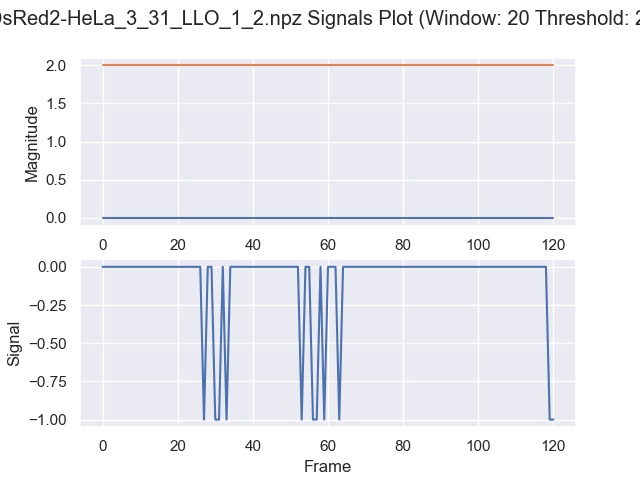 sRed2-HeLa_3_31_LLO_1_2.npz Signals Plot (Window: 20 Threshold: 2
2.0
1.5
1.0
0.5
0.0
Magnitude
0 20 40 60 80 100 120
0.00
−0.25
−0.50
−0.75
−1.00
Signal
0 20 40 60 80 100 120
Frame